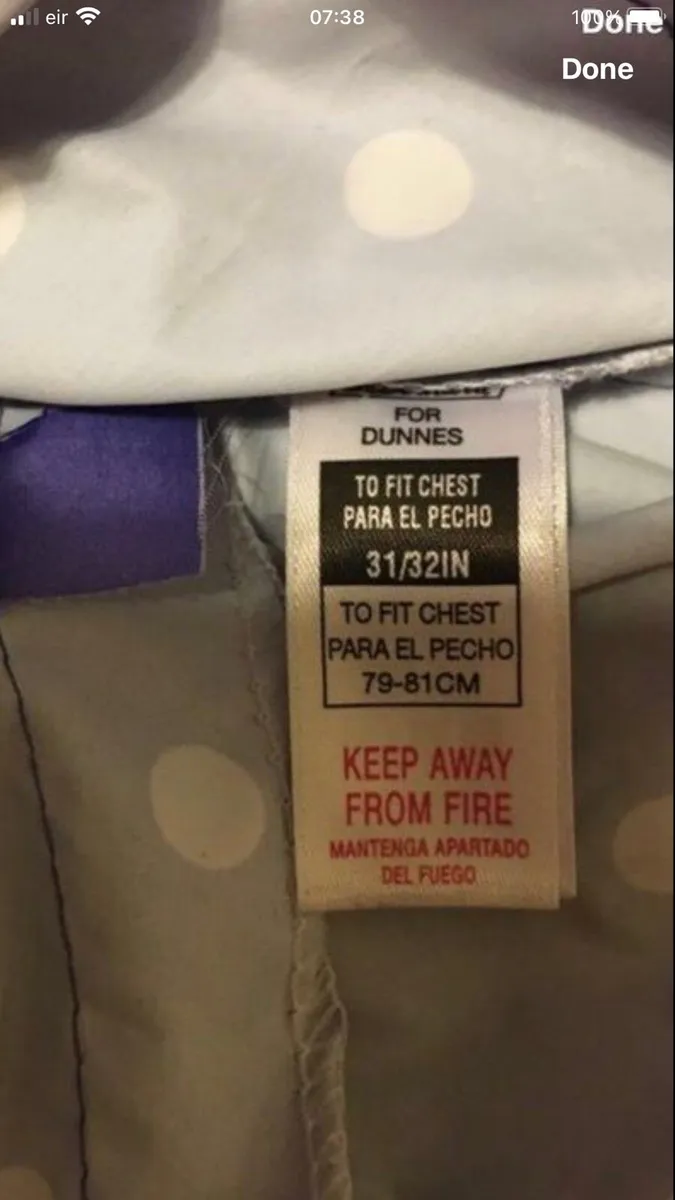 eir 07:38 100%
Done
Done
FOR
DUNNES
TO FIT CHEST
PARA EL PECHO
31/32IN
TO FIT CHEST
PARA EL PECHO
79-81CM
KEEP AWAY
FROM FIRE
MANTENGA APARTADO
DEL FUEGO